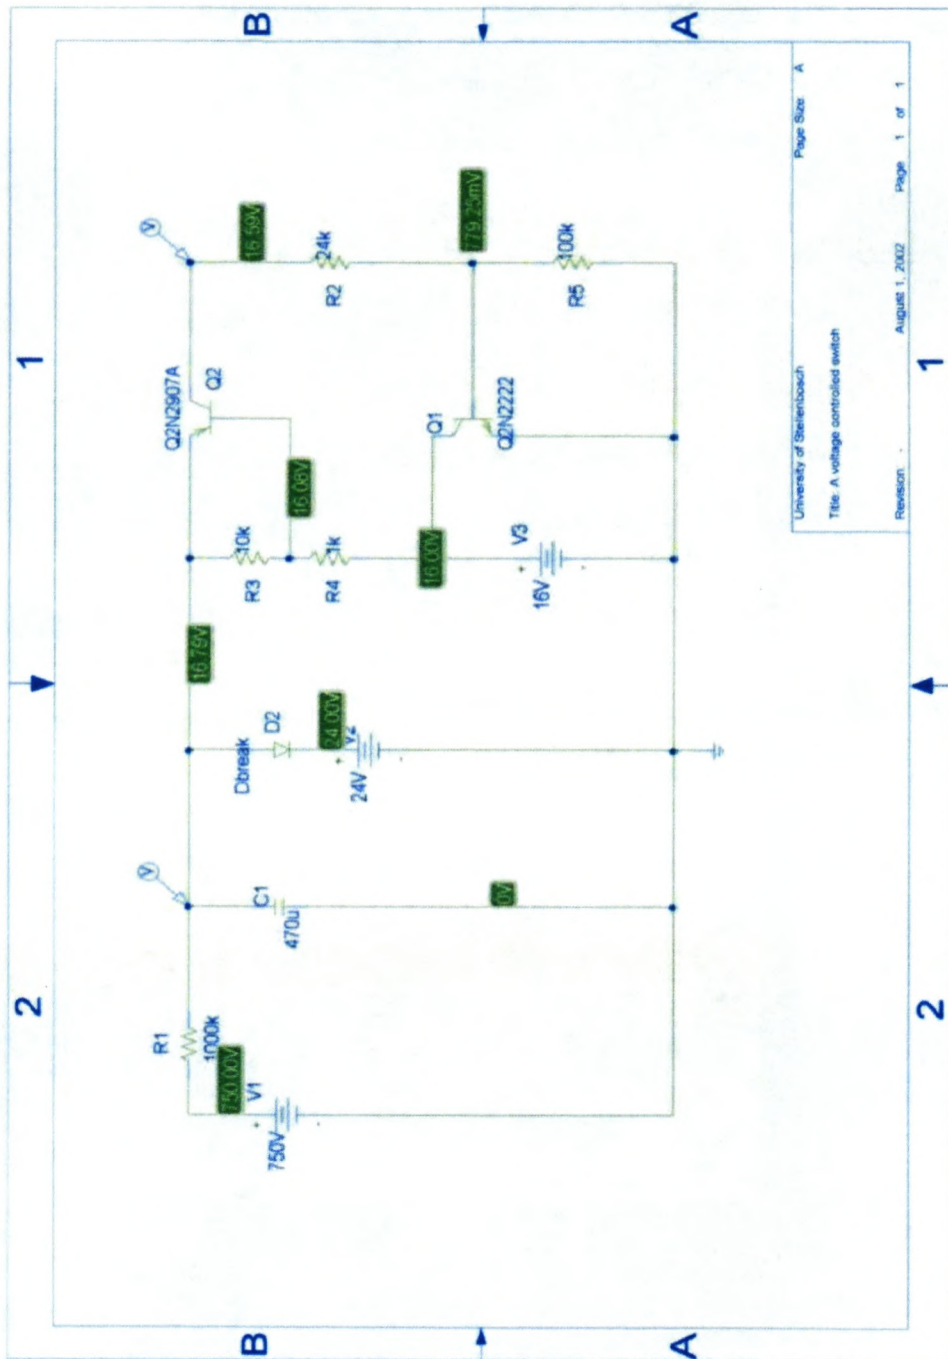 2
1
B
B
A
A
2
1
R1
1000k
750.00V
V1
750V
C1
470u
0V
Dbreak
D2
24.00V
V2
24V
16.79V
R3
10k
R4
1k
16.08V
16.00V
V3
16V
Q2N2907A
Q2
Q1
Q2N2222
V
V
16.59V
R2
24k
779.25mV
R5
100k
University of Stellenbosch
Page Size: A
Title: A voltage controlled switch
Revision: -
August 1, 2002
Page 1 of 1